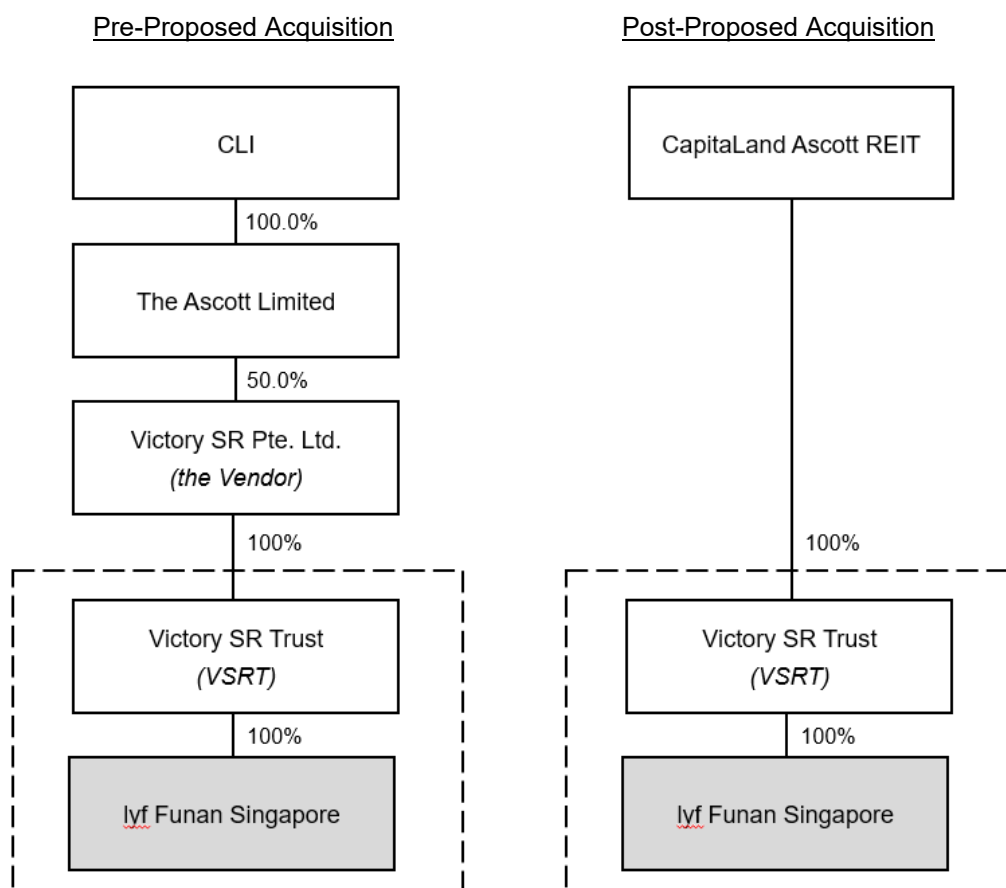 Pre-Proposed Acquisition
CLI
100.0%
The Ascott Limited
50.0%
Victory SR Pte. Ltd.
(the Vendor)
100%
Victory SR Trust
(VSRT)
100%
lyf Funan Singapore
Post-Proposed Acquisition
CapitaLand Ascott REIT
100%
Victory SR Trust
(VSRT)
100%
lyf Funan Singapore